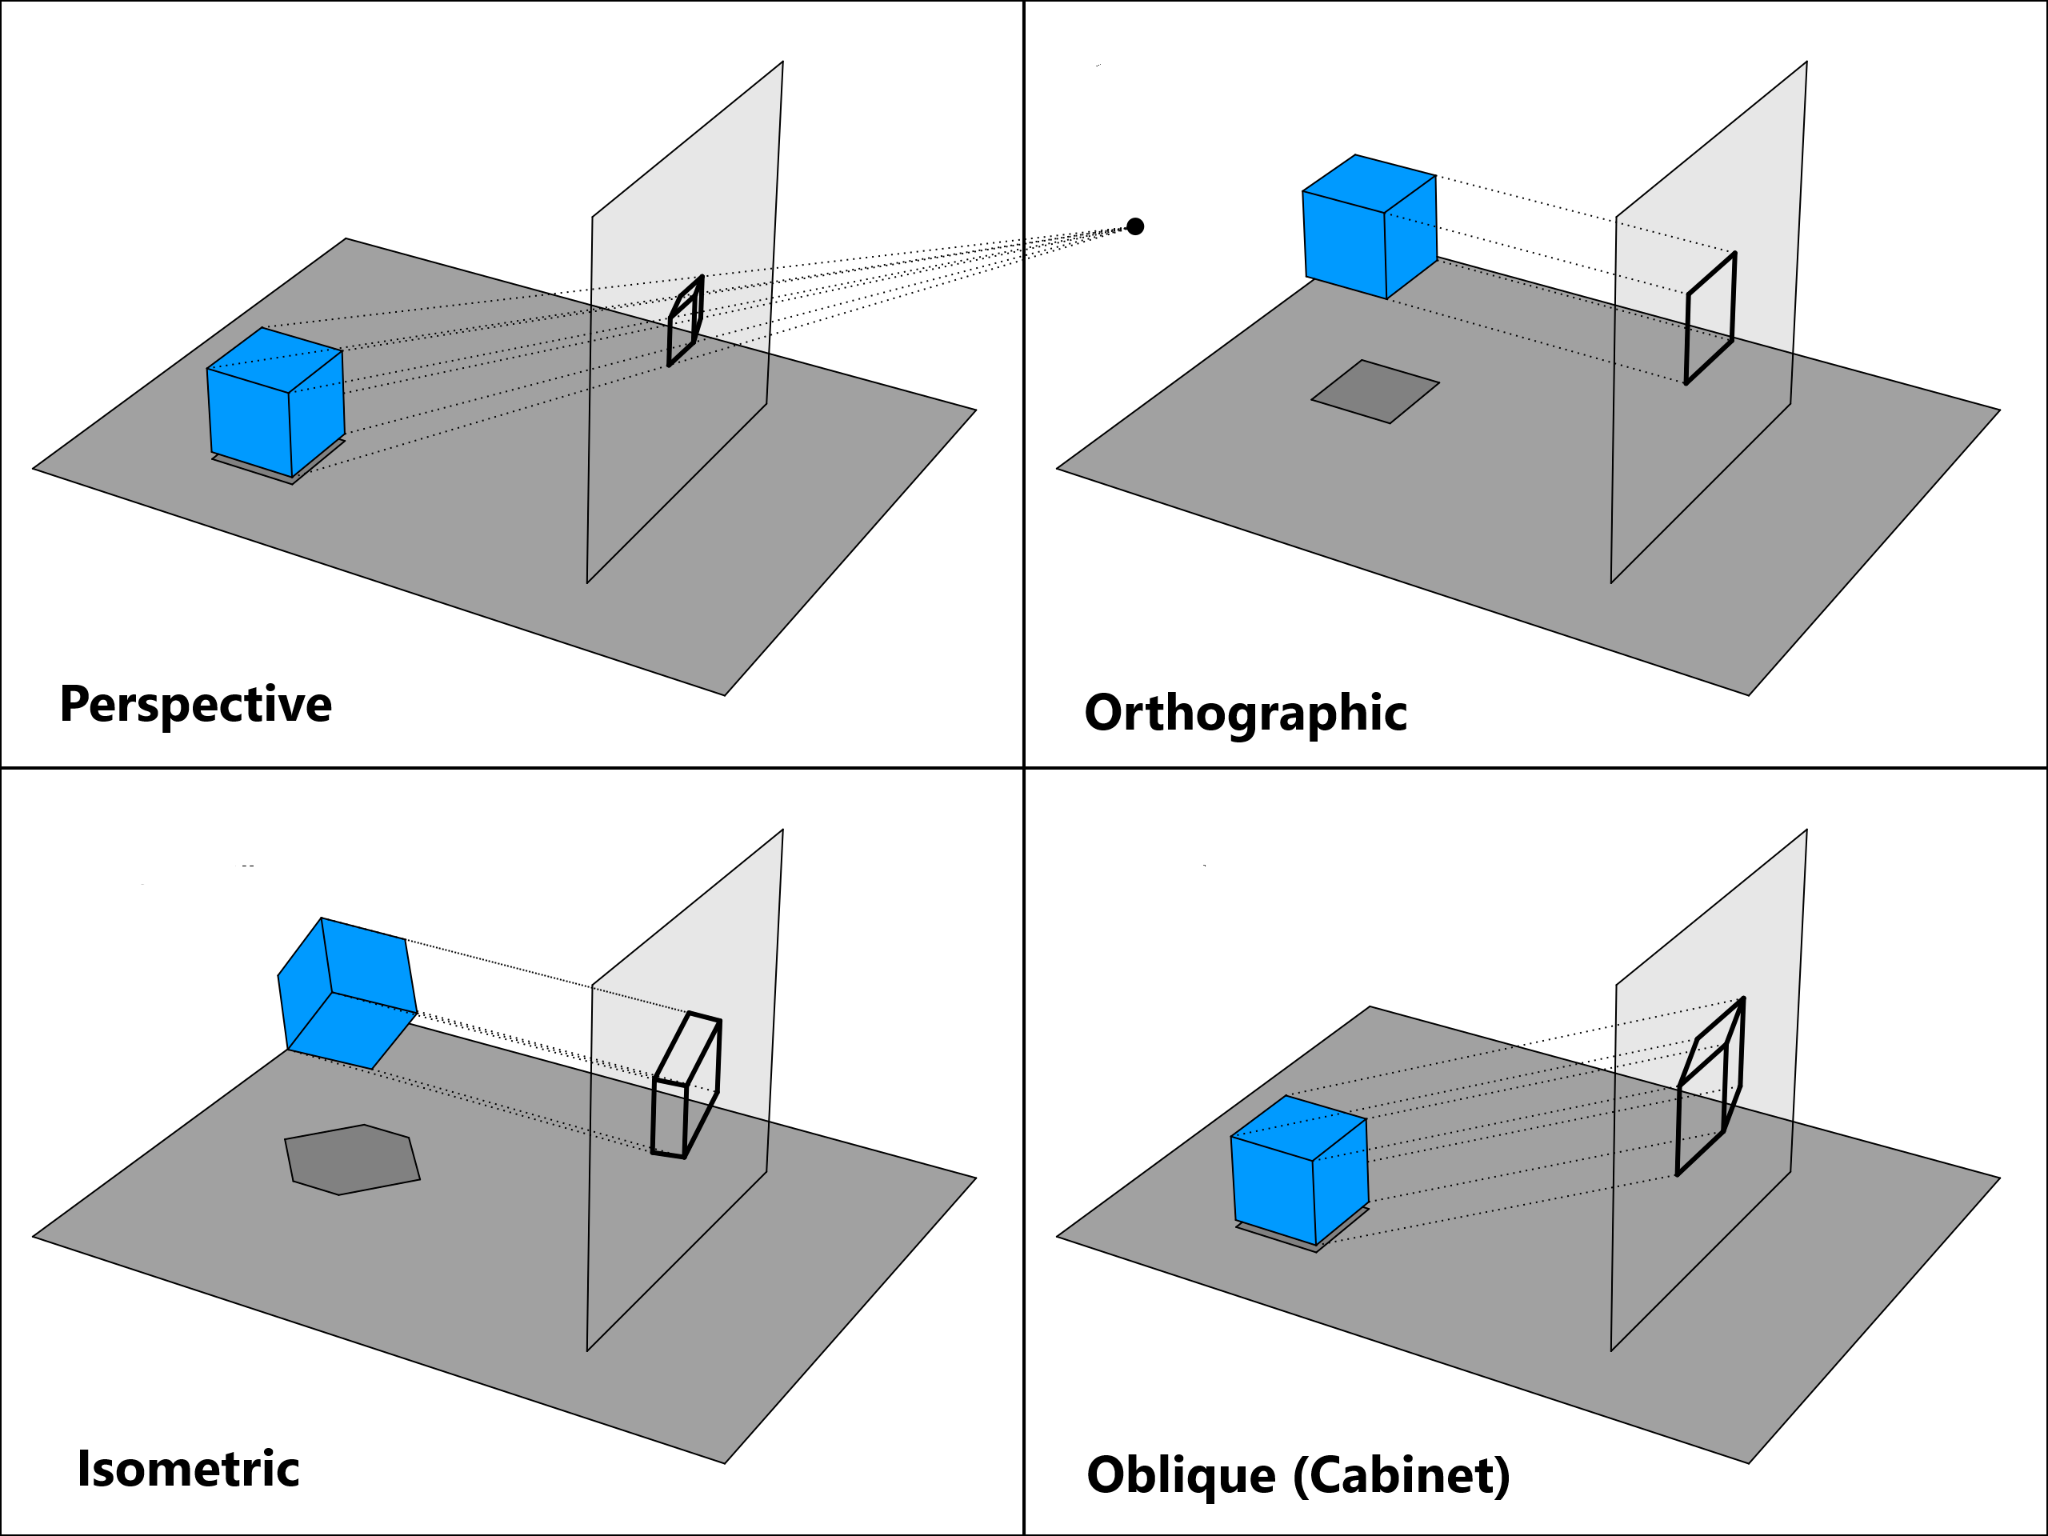 Perspective
Orthographic
Isometric
Oblique (Cabinet)